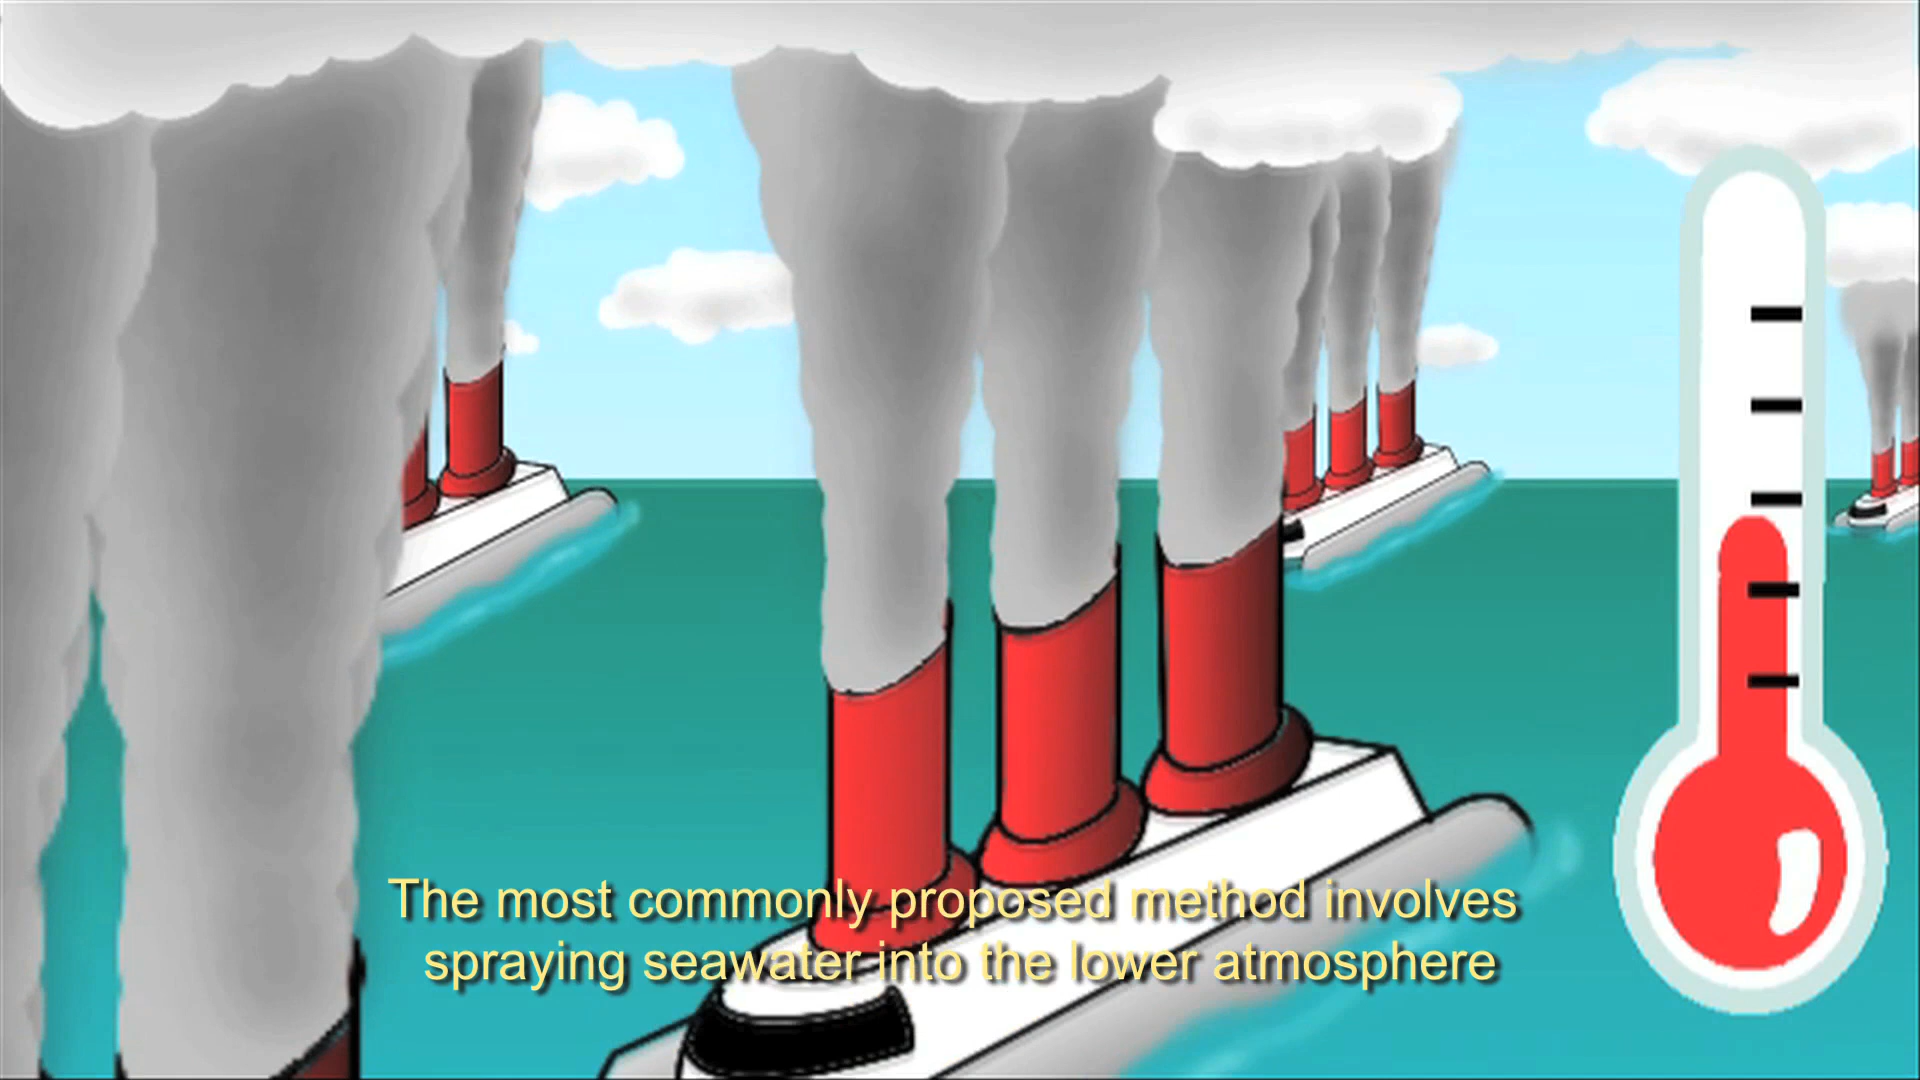 The most commonly proposed method involves
spraying seawater into the lower atmosphere